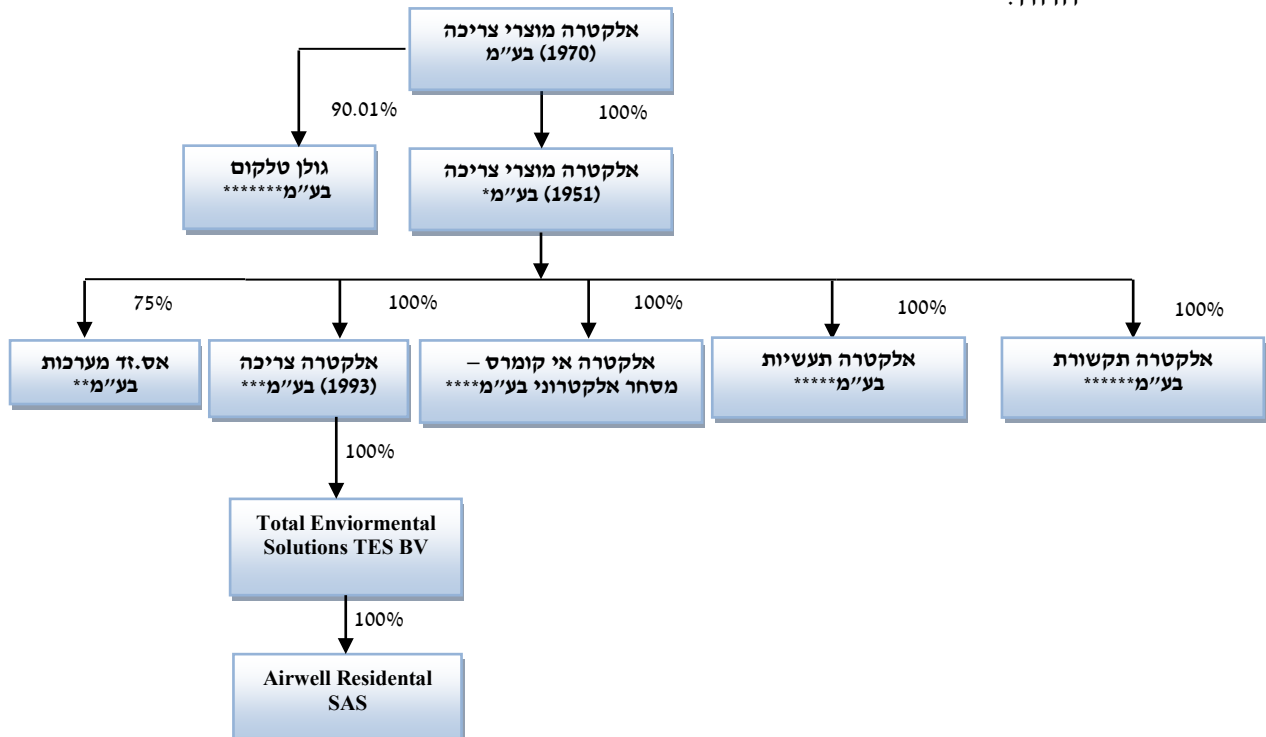 אלקטרה מוצרי צריכה
(1970) בע״מ
90.01%
100%
גולן טלקום
בע״מ*******
אלקטרה מוצרי צריכה
(1951) בע״מ*
75%
100%
100%
100%
100%
אס.זד מערכות
בע״מ**
אלקטרה צריכה
(1993) בע״מ***
אלקטרה אי קומרס –
מסחר אלקטרוני בע״מ****
אלקטרה תעשיות
בע״מ*****
אלקטרה תקשורת
בע״מ******
100%
Total Enviormental
Solutions TES BV
100%
Airwell Residental
SAS